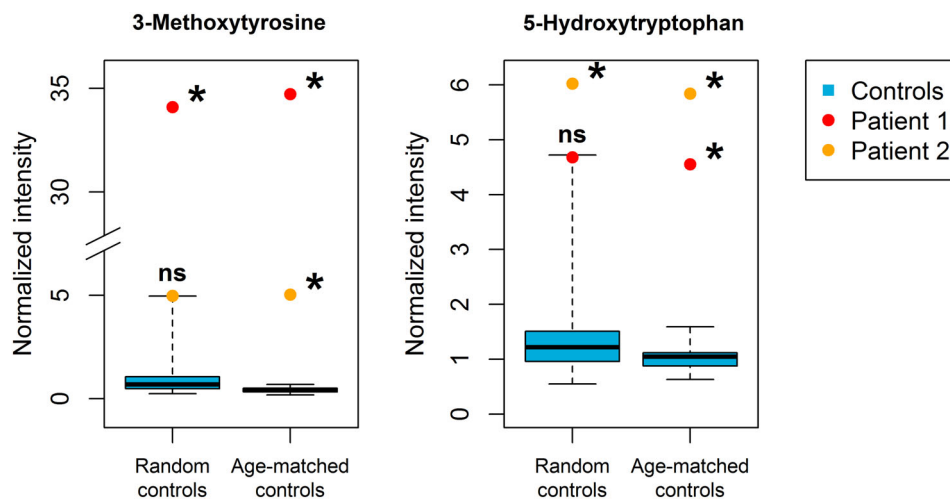 3-Methoxytyrosine
Normalized intensity
35
30
5
0
*
*
ns
*
Random
controls
Age-matched
controls
5-Hydroxytryptophan
Normalized intensity
6
5
4
3
2
1
0
*
*
ns
*
Random
controls
Age-matched
controls
Controls
Patient 1
Patient 2